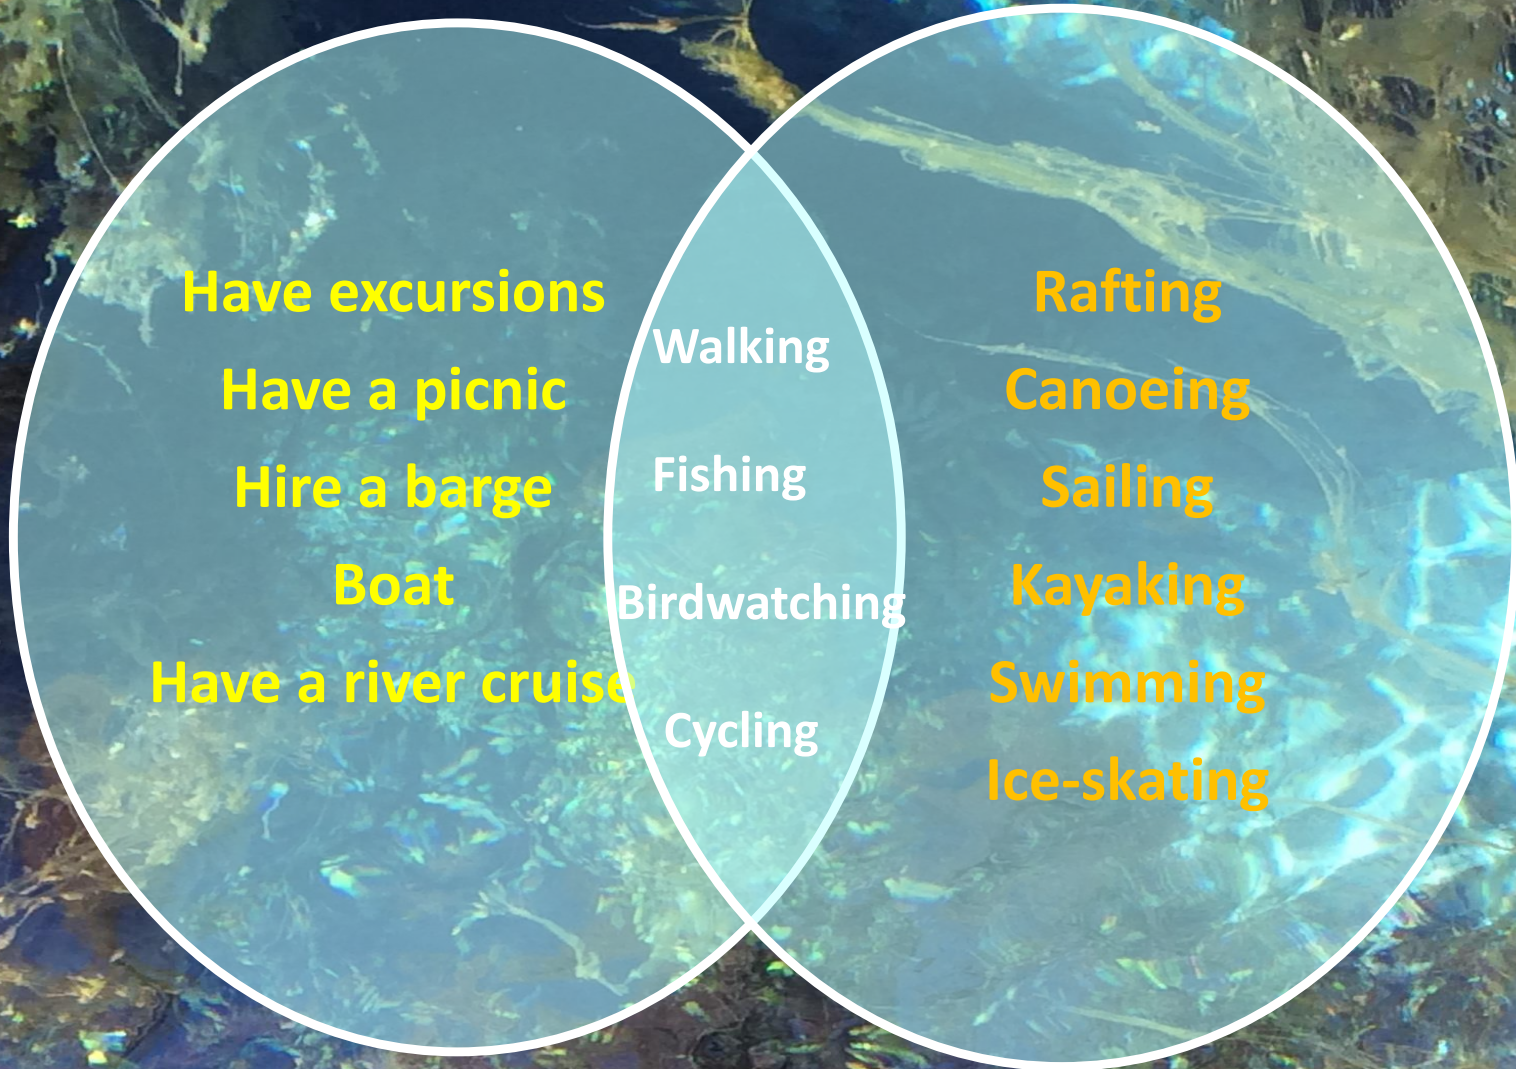 Have excursions
Have a picnic
Hire a barge
Boat
Have a river cruise
Walking
Fishing
Birdwatching
Cycling
Rafting
Canoeing
Sailing
Kayaking
Swimming
Ice-skating